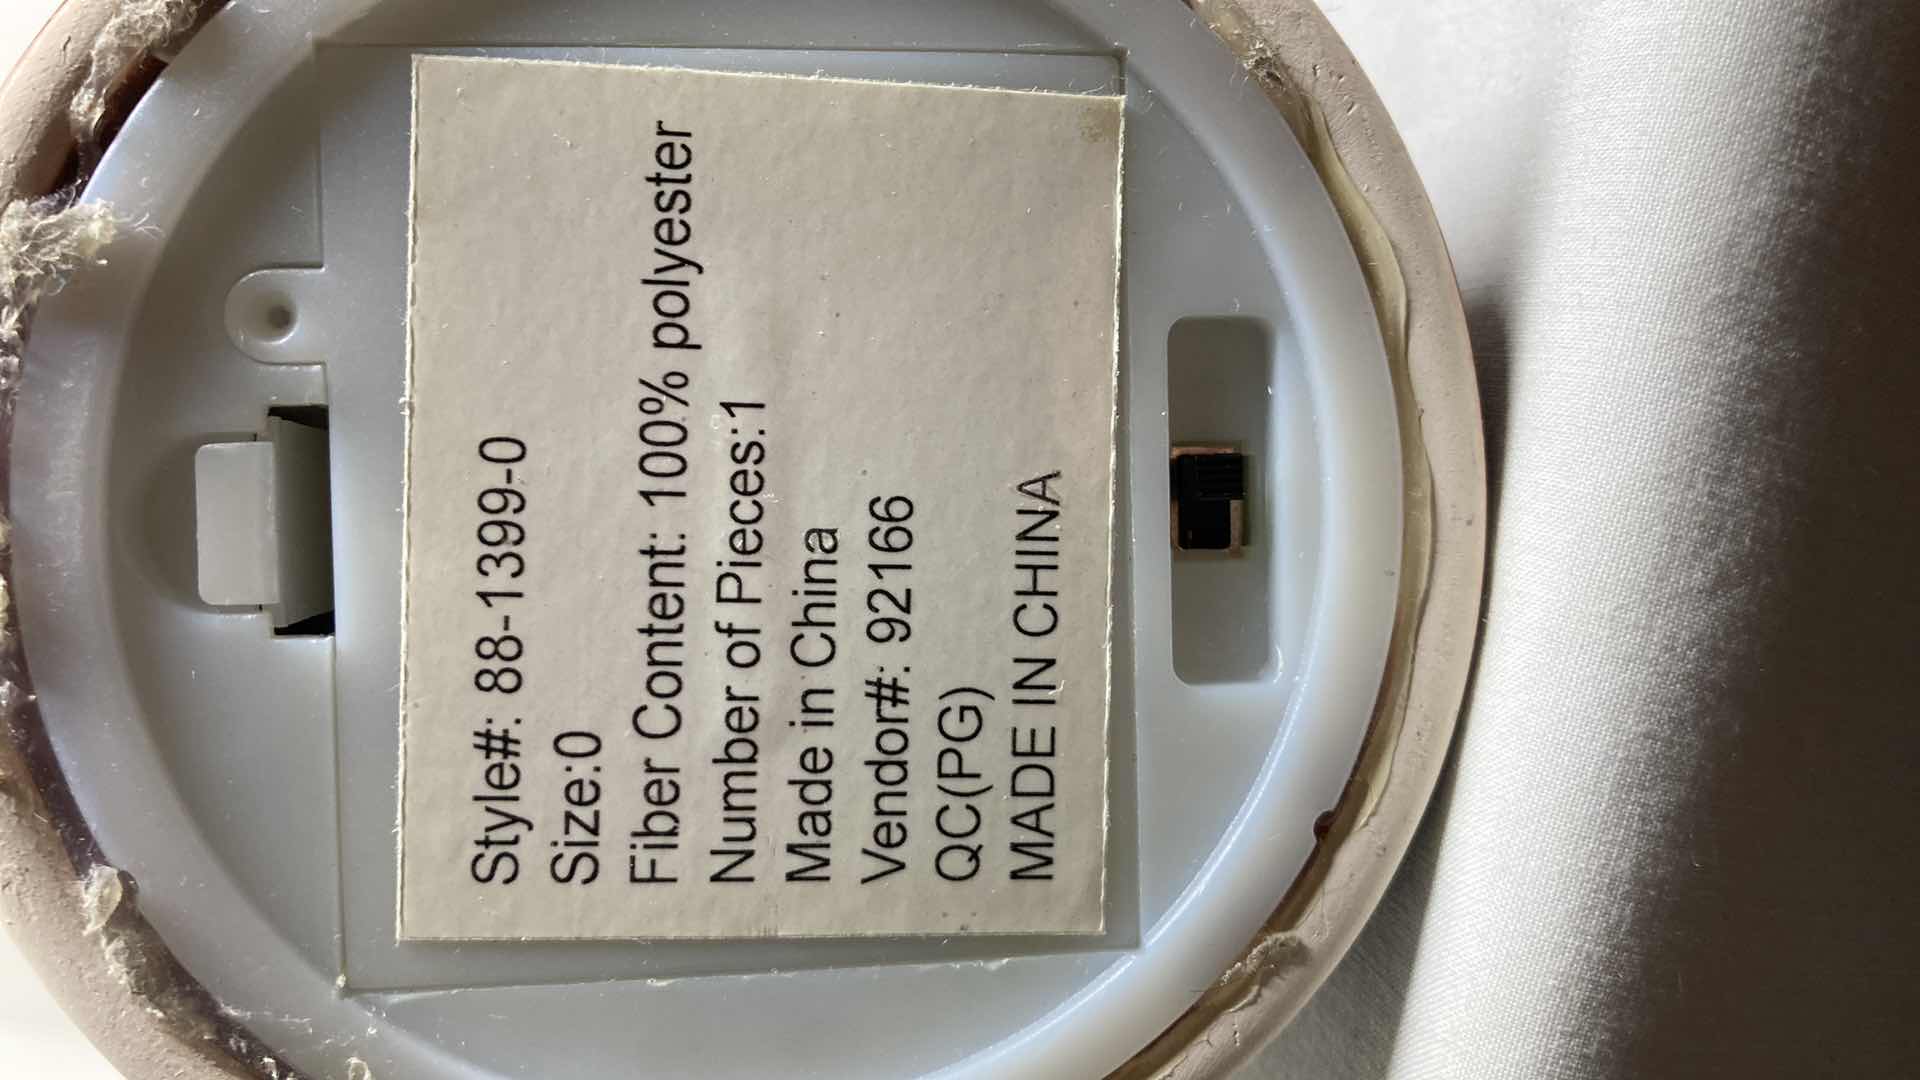 Style#: 88-1399-0
Size:0
Fiber Content: 100% polyester
Number of Pieces:1
Made in China
Vendor#: 92166
QC(PG)
MADE IN CHINA